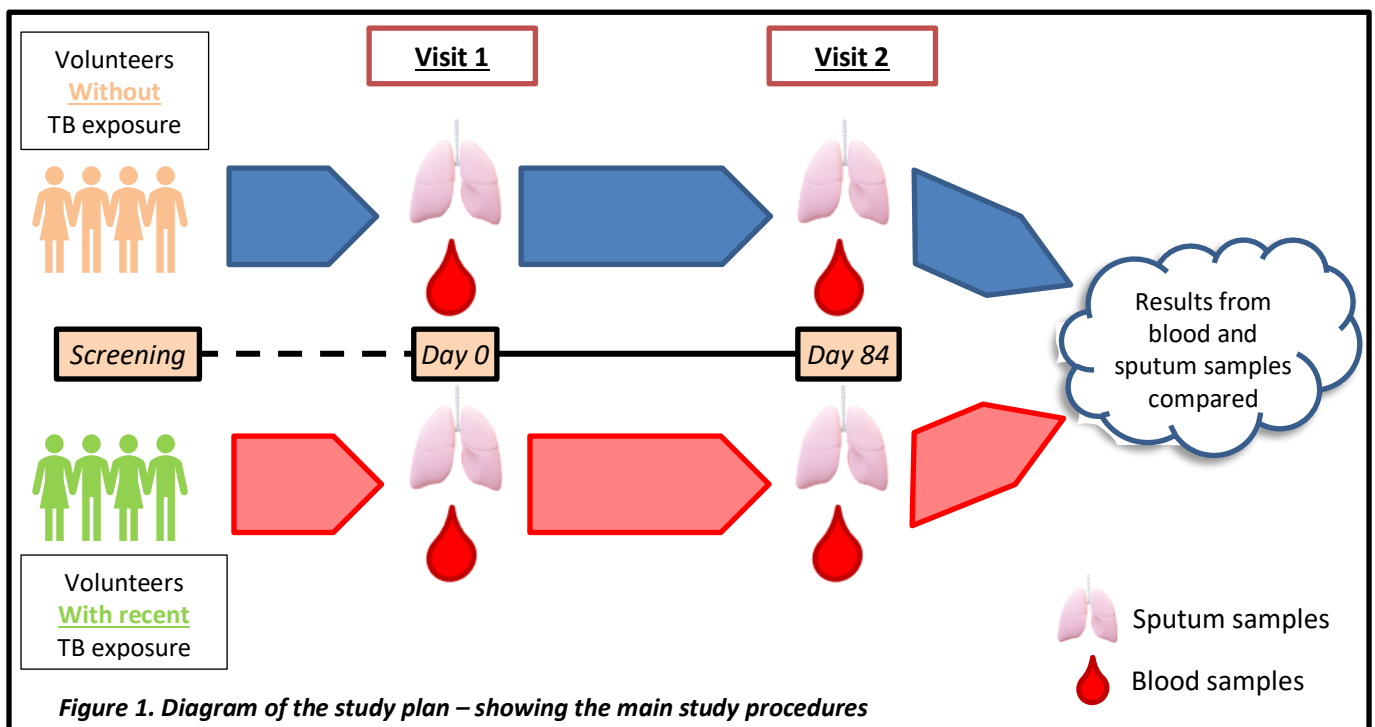 Volunteers
Without
TB exposure
Visit 1
Visit 2
Screening
Day 0
Day 84
Results from
blood and
sputum samples
compared
Volunteers
With recent
TB exposure
Sputum samples
Blood samples
Figure 1. Diagram of the study plan – showing the main study procedures